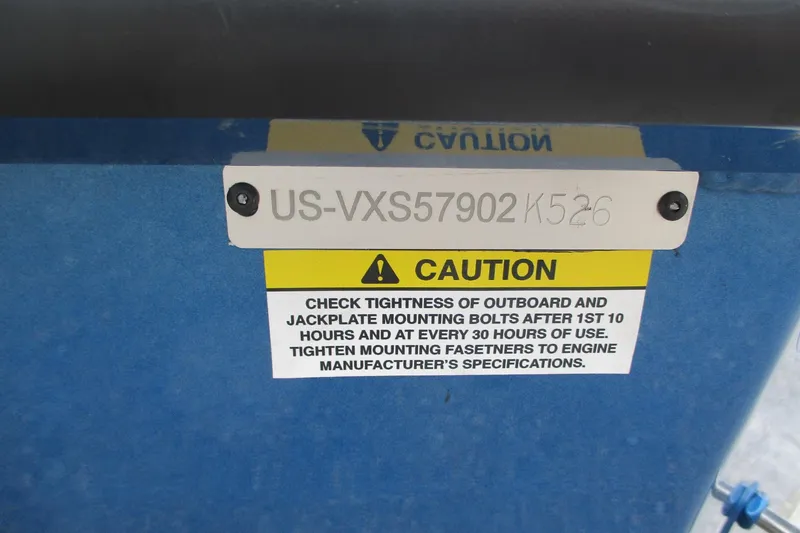 CAUTION
US-VXS57902K526
CAUTION
CHECK TIGHTNESS OF OUTBOARD AND
JACKPLATE MOUNTING BOLTS AFTER 1ST 10
HOURS AND AT EVERY 30 HOURS OF USE.
TIGHTEN MOUNTING FASETNERS TO ENGINE
MANUFACTURER'S SPECIFICATIONS.